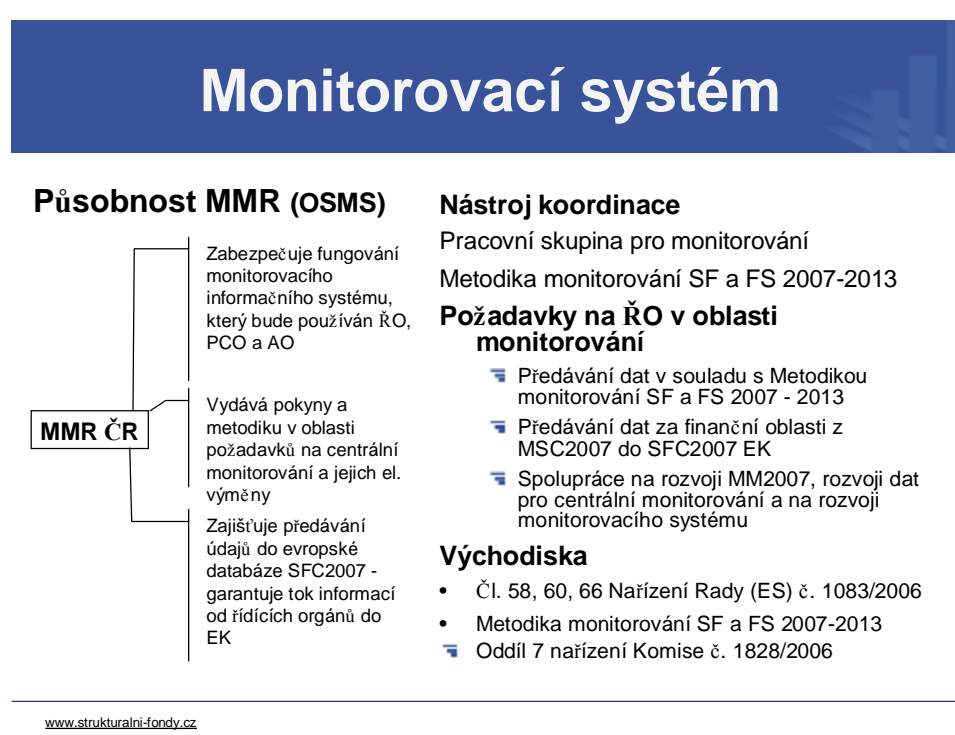 Monitorovací systém
Působnost MMR (OSMS)
MMR ČR
Zabezpečuje fungování
monitorovacího
informačního systému,
který bude používán ŘO,
PCO a AO
Vydává pokyny a
metodiku v oblasti
požadavků na centrální
monitorování a jejich el.
výměny
Zajišťuje předávání
údajů do evropské
databáze SFC2007 -
garantuje tok informací
od řídících orgánů do
EK
Nástroj koordinace
Pracovní skupina pro monitorování
Metodika monitorování SF a FS 2007-2013
Požadavky na ŘO v oblasti
monitorování
Předávání dat v souladu s Metodikou
monitorování SF a FS 2007 - 2013
Předávání dat za finanční oblasti z
MSC2007 do SFC2007 EK
Spolupráce na rozvoji MM2007, rozvoji dat
pro centrální monitorování a na rozvoji
monitorovacího systému
Východiska
• Čl. 58, 60, 66 Nařízení Rady (ES) č. 1083/2006
• Metodika monitorování SF a FS 2007-2013
Oddíl 7 nařízení Komise č. 1828/2006
www.strukturalni-fondy.cz